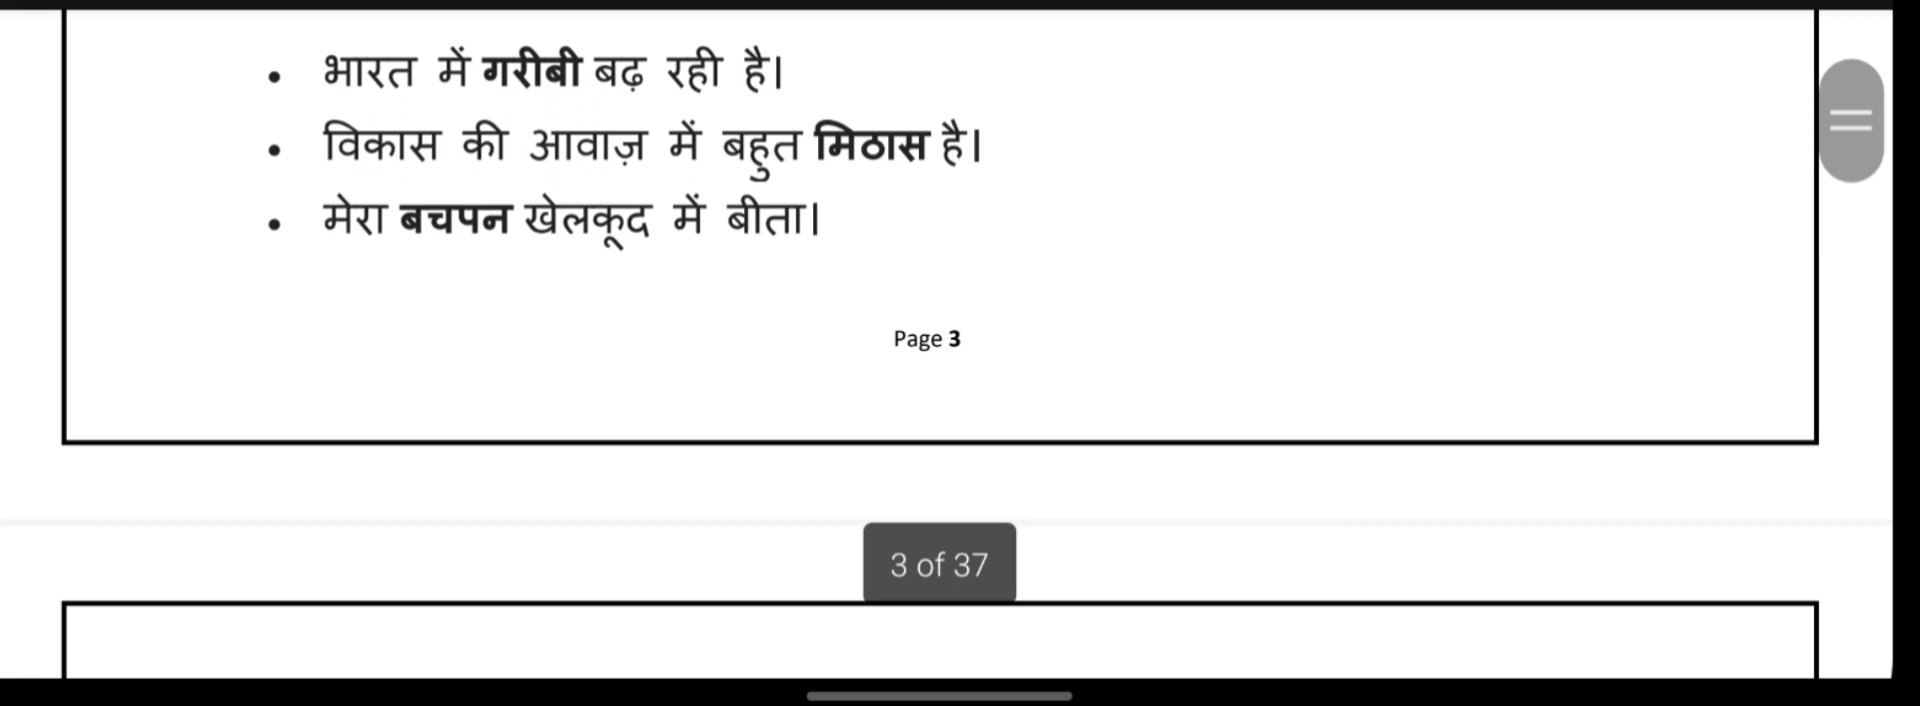 • भारत में गरीबी बढ़ रही है।
• विकास की आवाज़ में बहुत मिठास है।
• मेरा बचपन खेलकूद में बीता।
Page 3
3 of 37